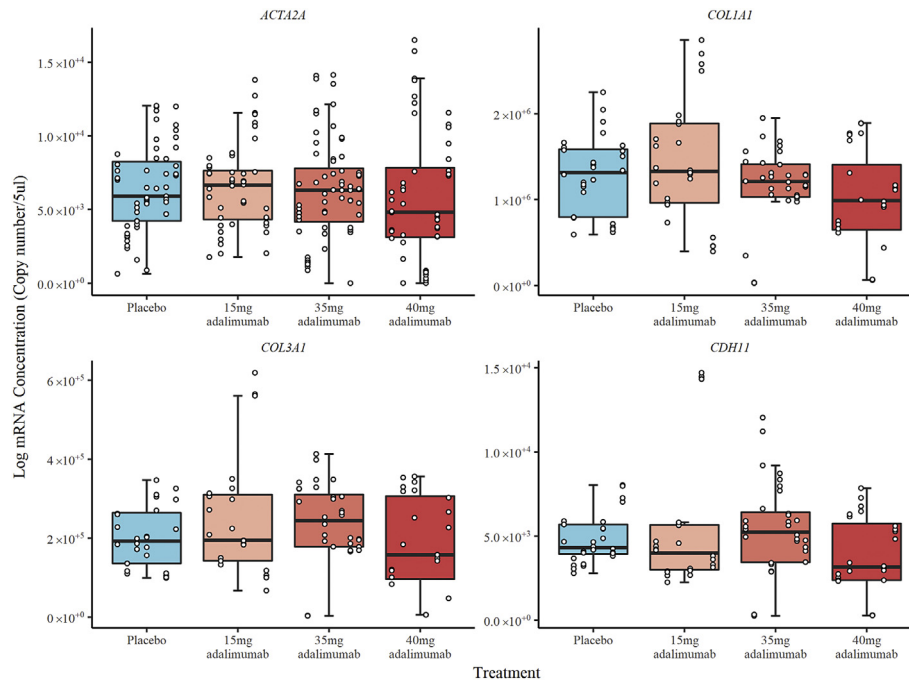 ACTA2A
COL1A1
Log mRNA Concentration (Copy number/5ul)
1.5×10⁺⁴
1.0×10⁺⁴
5.0×10⁺³
0.0×10⁺⁰
2×10⁺⁶
1×10⁺⁶
0×10⁺⁰
Placebo
15mg adalimumab
35mg adalimumab
40mg adalimumab
Placebo
15mg adalimumab
35mg adalimumab
40mg adalimumab
COL3A1
CDH11
6×10⁺⁵
4×10⁺⁵
2×10⁺⁵
0×10⁺⁰
1.5×10⁺⁴
1.0×10⁺⁴
5.0×10⁺³
0.0×10⁺⁰
Placebo
15mg adalimumab
35mg adalimumab
40mg adalimumab
Placebo
15mg adalimumab
35mg adalimumab
40mg adalimumab
Treatment